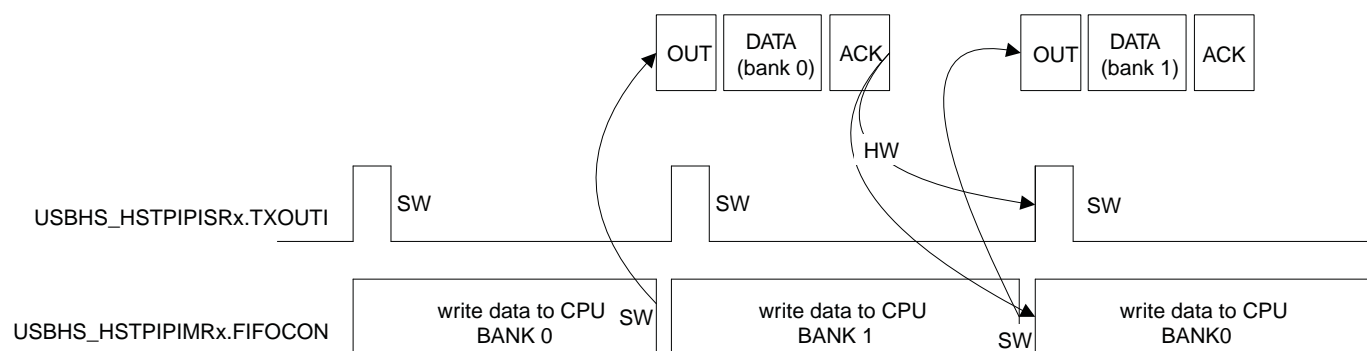 OUT
DATA
(bank 0)
ACK
OUT
DATA
(bank 1)
ACK
HW
USBHS_HSTPIPISRx.TXOUTI
SW
SW
SW
USBHS_HSTPIPIMRx.FIFOCON
write data to CPU
BANK 0
SW
write data to CPU
BANK 1
SW
write data to CPU
BANK0